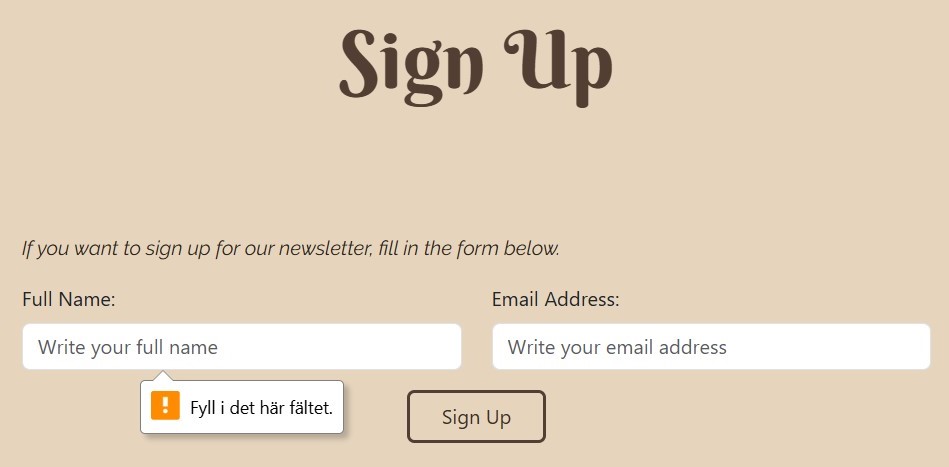 Sign Up
If you want to sign up for our newsletter, fill in the form below.
Full Name:
Write your full name
Email Address:
Write your email address
Fyll i det här fältet.
Sign Up